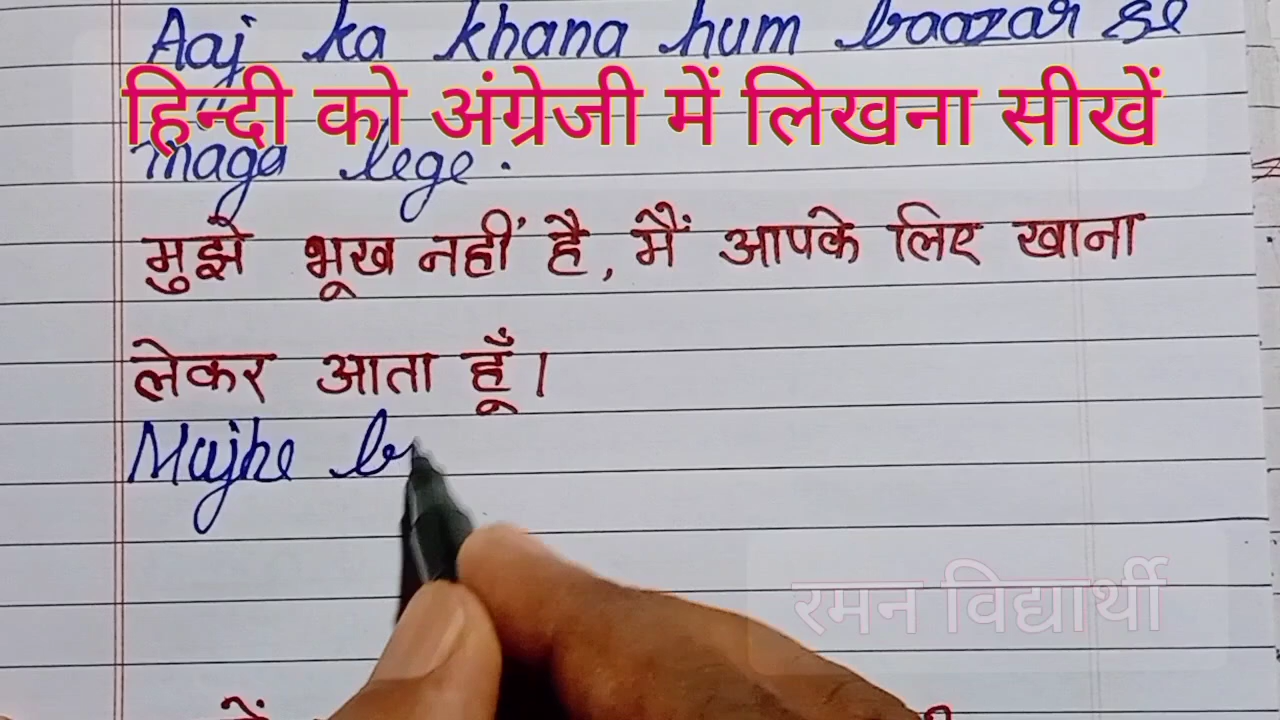 Aaj ka khana hum baazar se
हिन्दी को अंग्रेजी में लिखना सीखें
maga lege.
मुझे भूख नहीं है, मैं आपके लिए खाना
लेकर आता हूँ।
Mujhe b
रमन विद्यार्थी